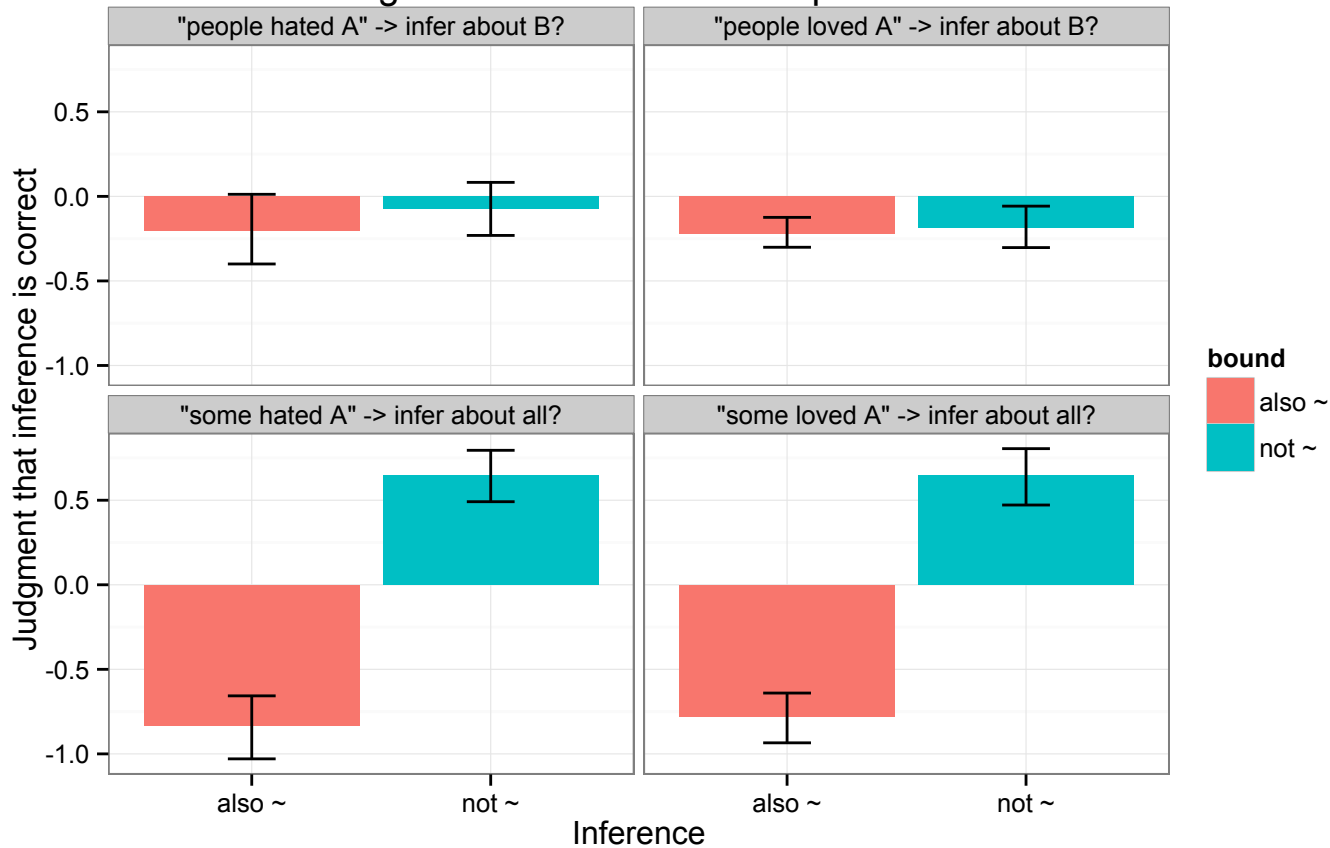 "people hated A" -> infer about B?
"people loved A" -> infer about B?
0.5
0.0
-0.5
-1.0
"some hated A" -> infer about all?
"some loved A" -> infer about all?
0.5
0.0
-0.5
-1.0
also ~
not ~
also ~
not ~
Inference
Judgment that inference is correct
bound
also ~
not ~